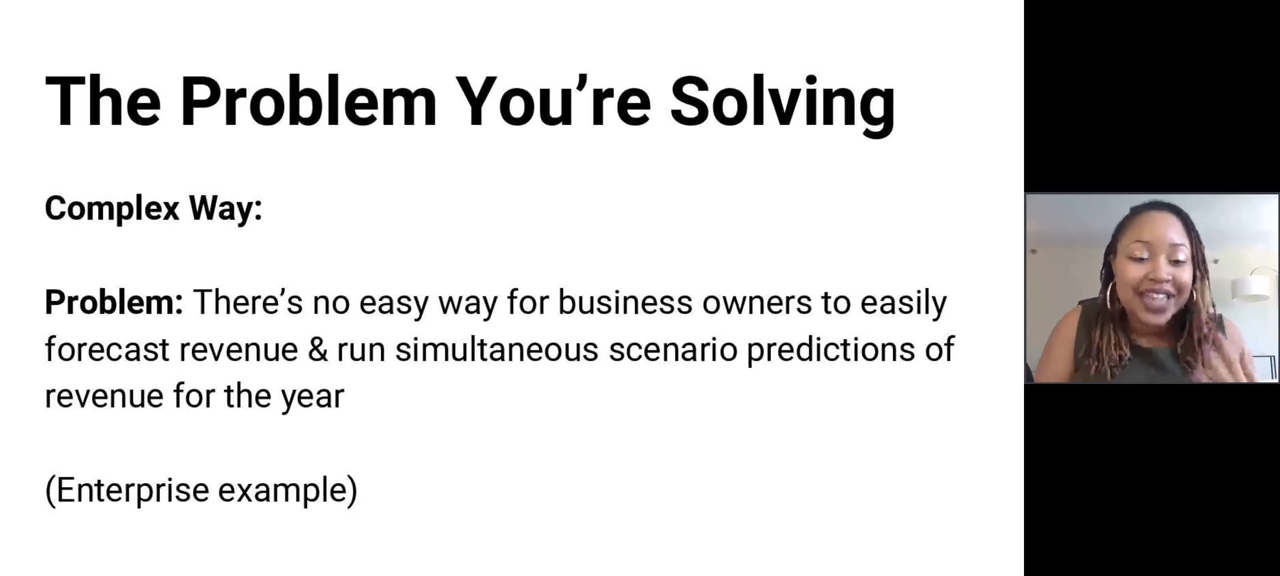 The Problem You’re Solving
Complex Way:
Problem: There’s no easy way for business owners to easily
forecast revenue & run simultaneous scenario predictions of
revenue for the year
(Enterprise example)